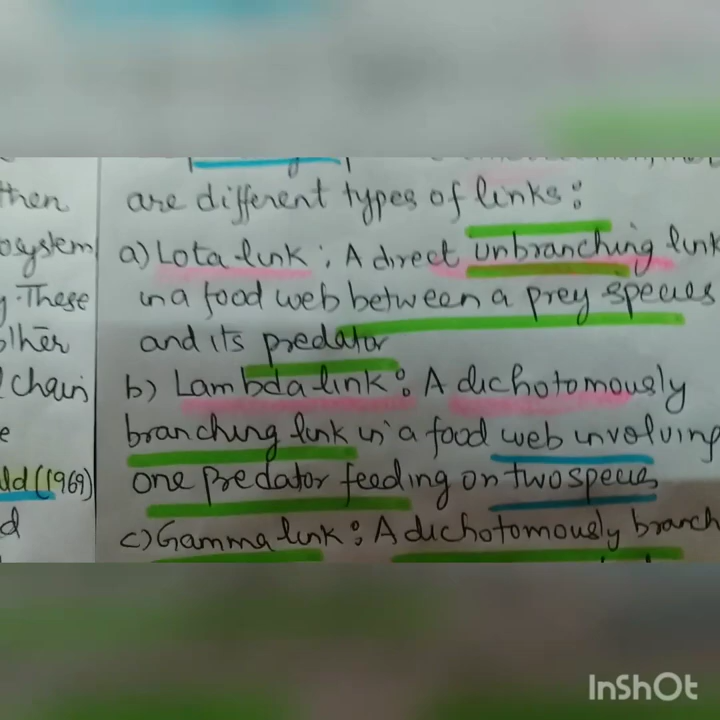 then
osystem
These
other
chain
e
ld (1969)
d
are different types of links:
a) Lota link: A direct unbranching link
in a food web between a prey species
and its predator
b) Lambda link: A dichotomously
branching link in a food web involving
one predator feeding on two species
c) Gamma link: A dichotomously branch
InShOt